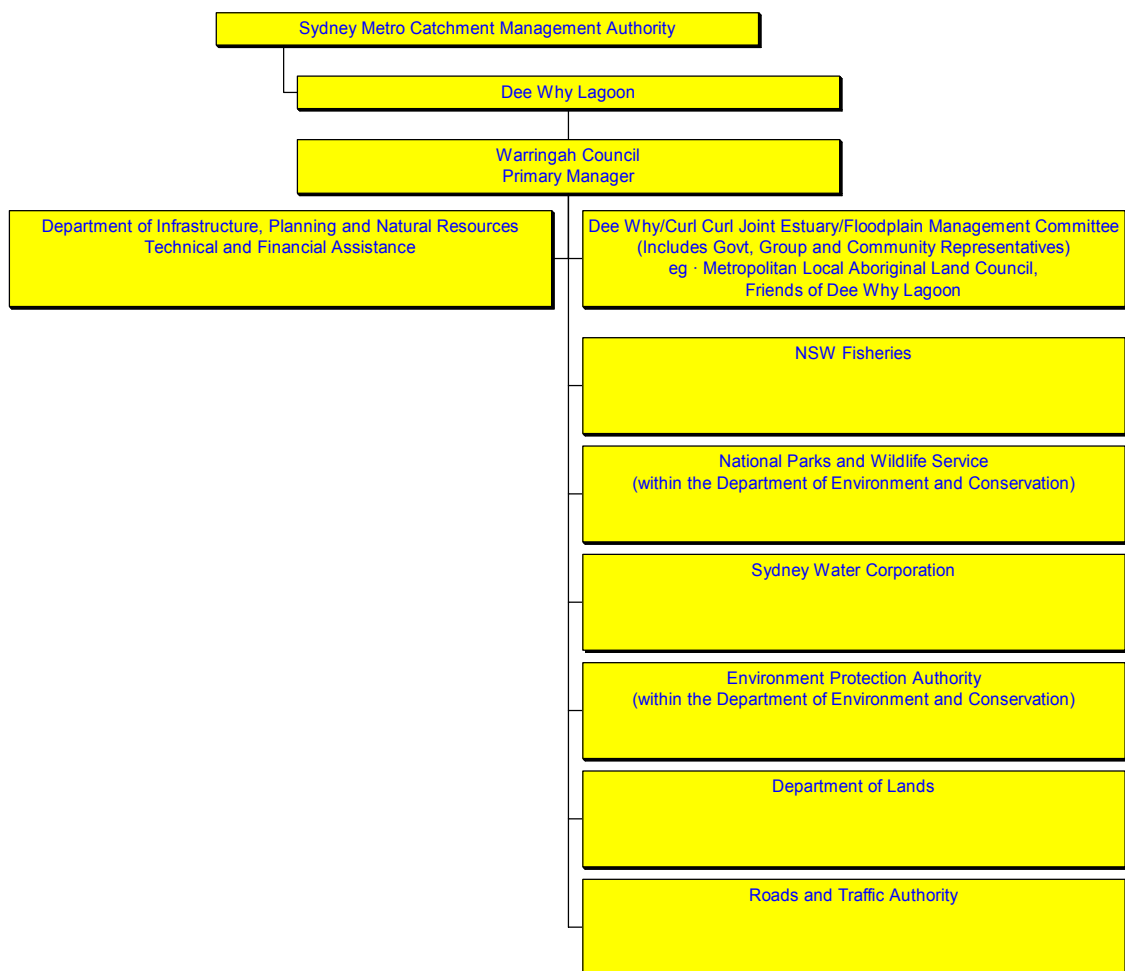 Sydney Metro Catchment Management Authority
Dee Why Lagoon
Warringah Council
Primary Manager
Department of Infrastructure, Planning and Natural Resources
Technical and Financial Assistance
Dee Why/Curl Curl Joint Estuary/Floodplain Management Committee
(Includes Govt, Group and Community Representatives)
eg · Metropolitan Local Aboriginal Land Council,
Friends of Dee Why Lagoon
NSW Fisheries
National Parks and Wildlife Service
(within the Department of Environment and Conservation)
Sydney Water Corporation
Environment Protection Authority
(within the Department of Environment and Conservation)
Department of Lands
Roads and Traffic Authority